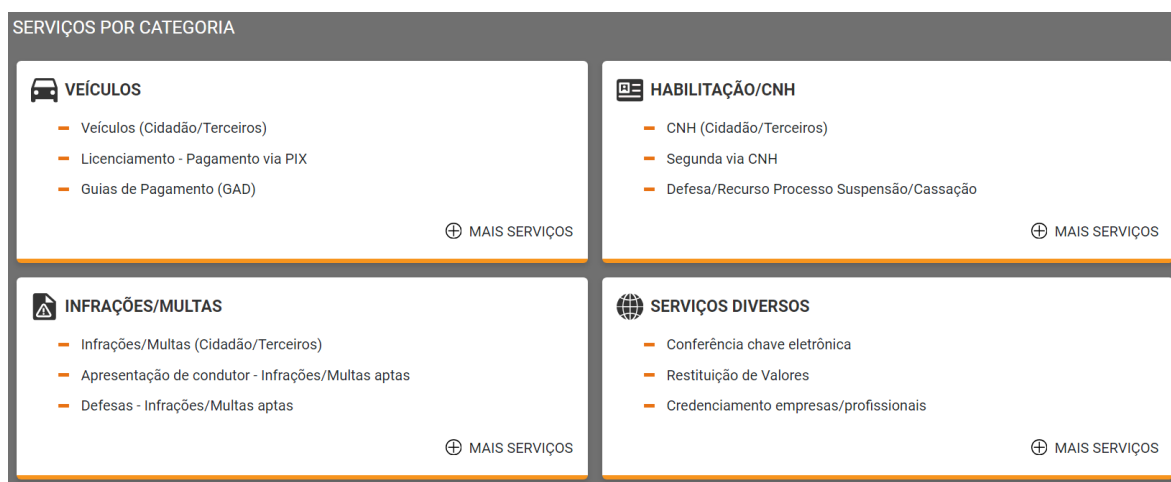 SERVIÇOS POR CATEGORIA
VEÍCULOS
Veículos (Cidadão/Terceiros)
Licenciamento - Pagamento via PIX
Guias de Pagamento (GAD)
MAIS SERVIÇOS
HABILITAÇÃO/CNH
CNH (Cidadão/Terceiros)
Segunda via CNH
Defesa/Recurso Processo Suspensão/Cassação
MAIS SERVIÇOS
INFRAÇÕES/MULTAS
Infrações/Multas (Cidadão/Terceiros)
Apresentação de condutor - Infrações/Multas aptas
Defesas - Infrações/Multas aptas
MAIS SERVIÇOS
SERVIÇOS DIVERSOS
Conferência chave eletrônica
Restituição de Valores
Credenciamento empresas/profissionais
MAIS SERVIÇOS